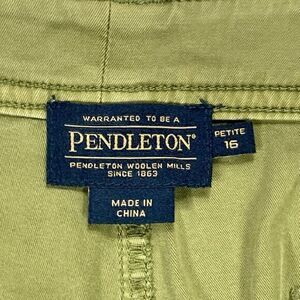 WARRANTED TO BE A
PENDLETON®
PENDLETON WOOLEN MILLS
SINCE 1863
PETITE
16
MADE IN
CHINA